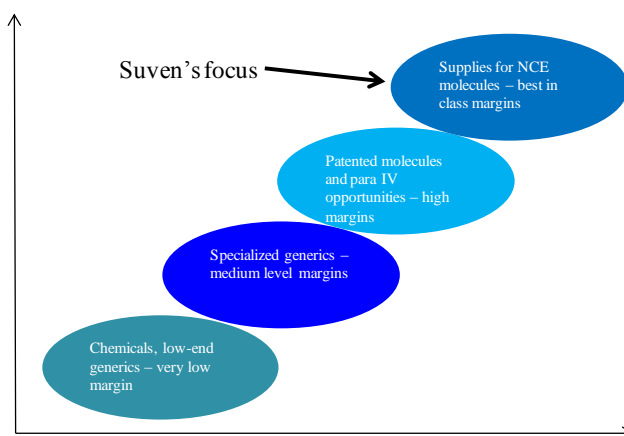 Suven's focus
Supplies for NCE
molecules – best in
class margins
Patented molecules
and para IV
opportunities – high
margins
Specialized generics –
medium level margins
Chemicals, low-end
generics – very low
margin